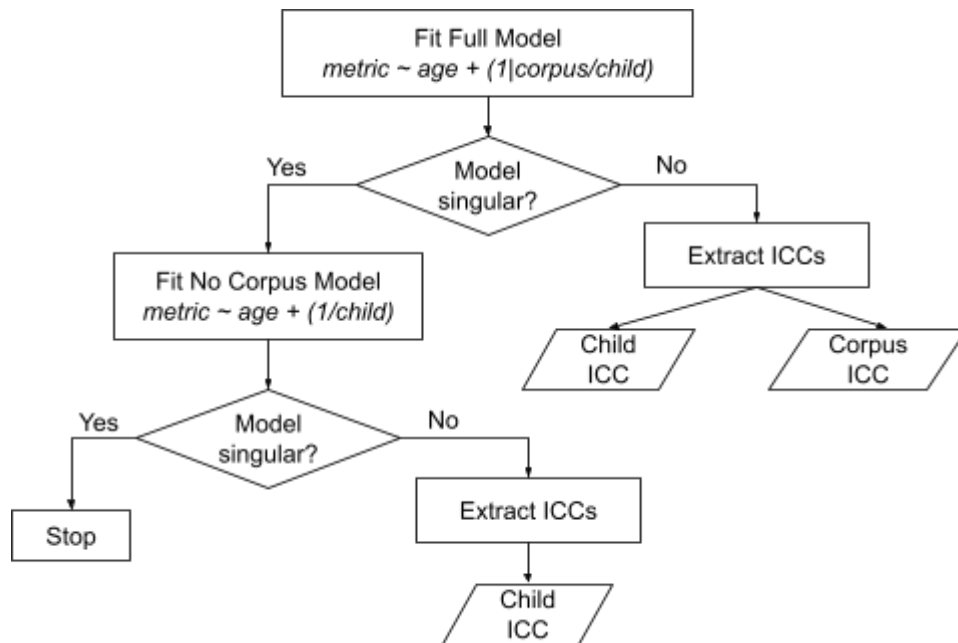 Fit Full Model
metric ~ age + (1|corpus/child)
Yes
Model
singular?
No
Fit No Corpus Model
metric ~ age + (1/child)
Extract ICCs
Child
ICC
Corpus
ICC
Yes
Model
singular?
No
Stop
Extract ICCs
Child
ICC